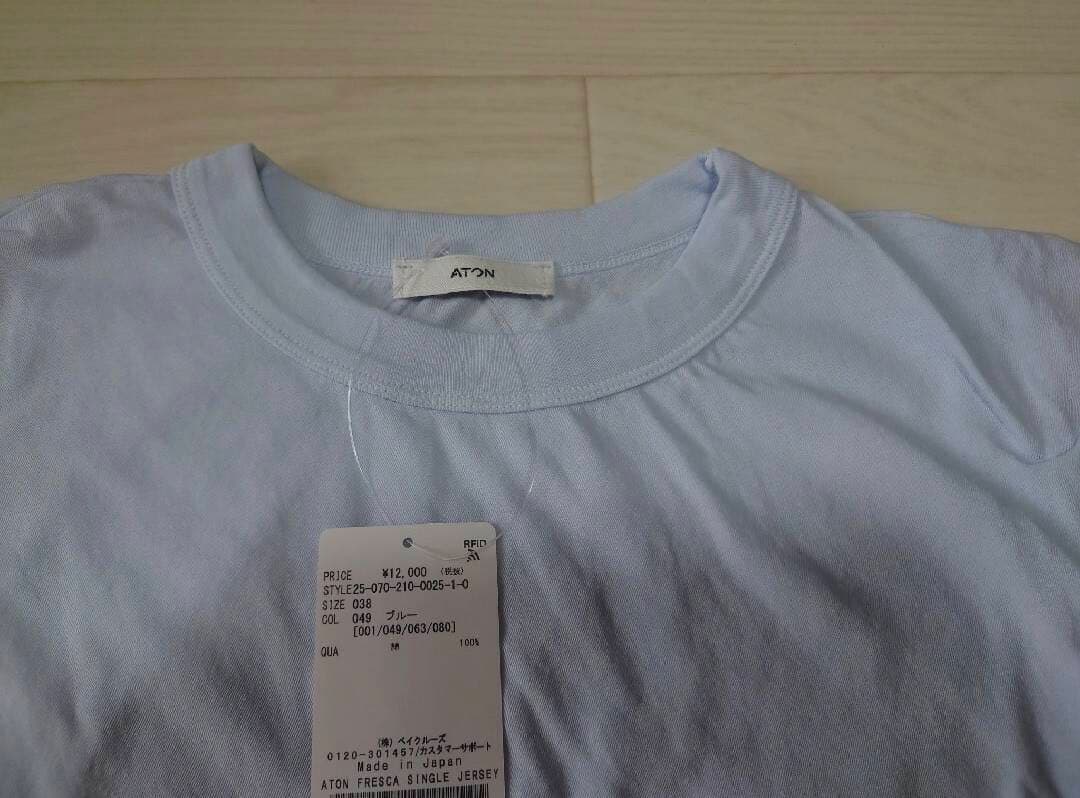 ATON
RFID
PRICE ¥12,000 (税抜)
STYLE25-070-210-0025-1-0
SIZE 038
COL 049 ブルー
[001/049/063/080]
QUA 綿 100%
(株) ベイクルーズ
0120-301457/カスタマーサポート
Made in Japan
ATON FRESCA SINGLE JERSEY